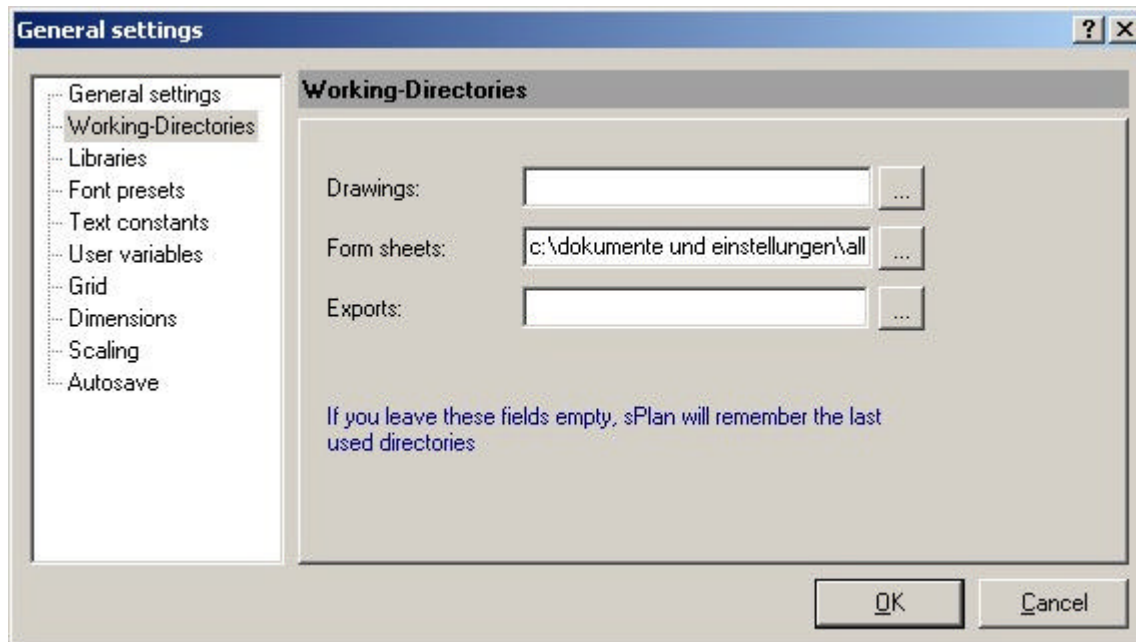 General settings
General settings
Working-Directories
Libraries
Font presets
Text constants
User variables
Grid
Dimensions
Scaling
Autosave
Working-Directories
Drawings:
...
Form sheets:
c:\dokumente und einstellungen\all
...
Exports:
...
If you leave these fields empty, sPlan will remember the last
used directories
OK
Cancel